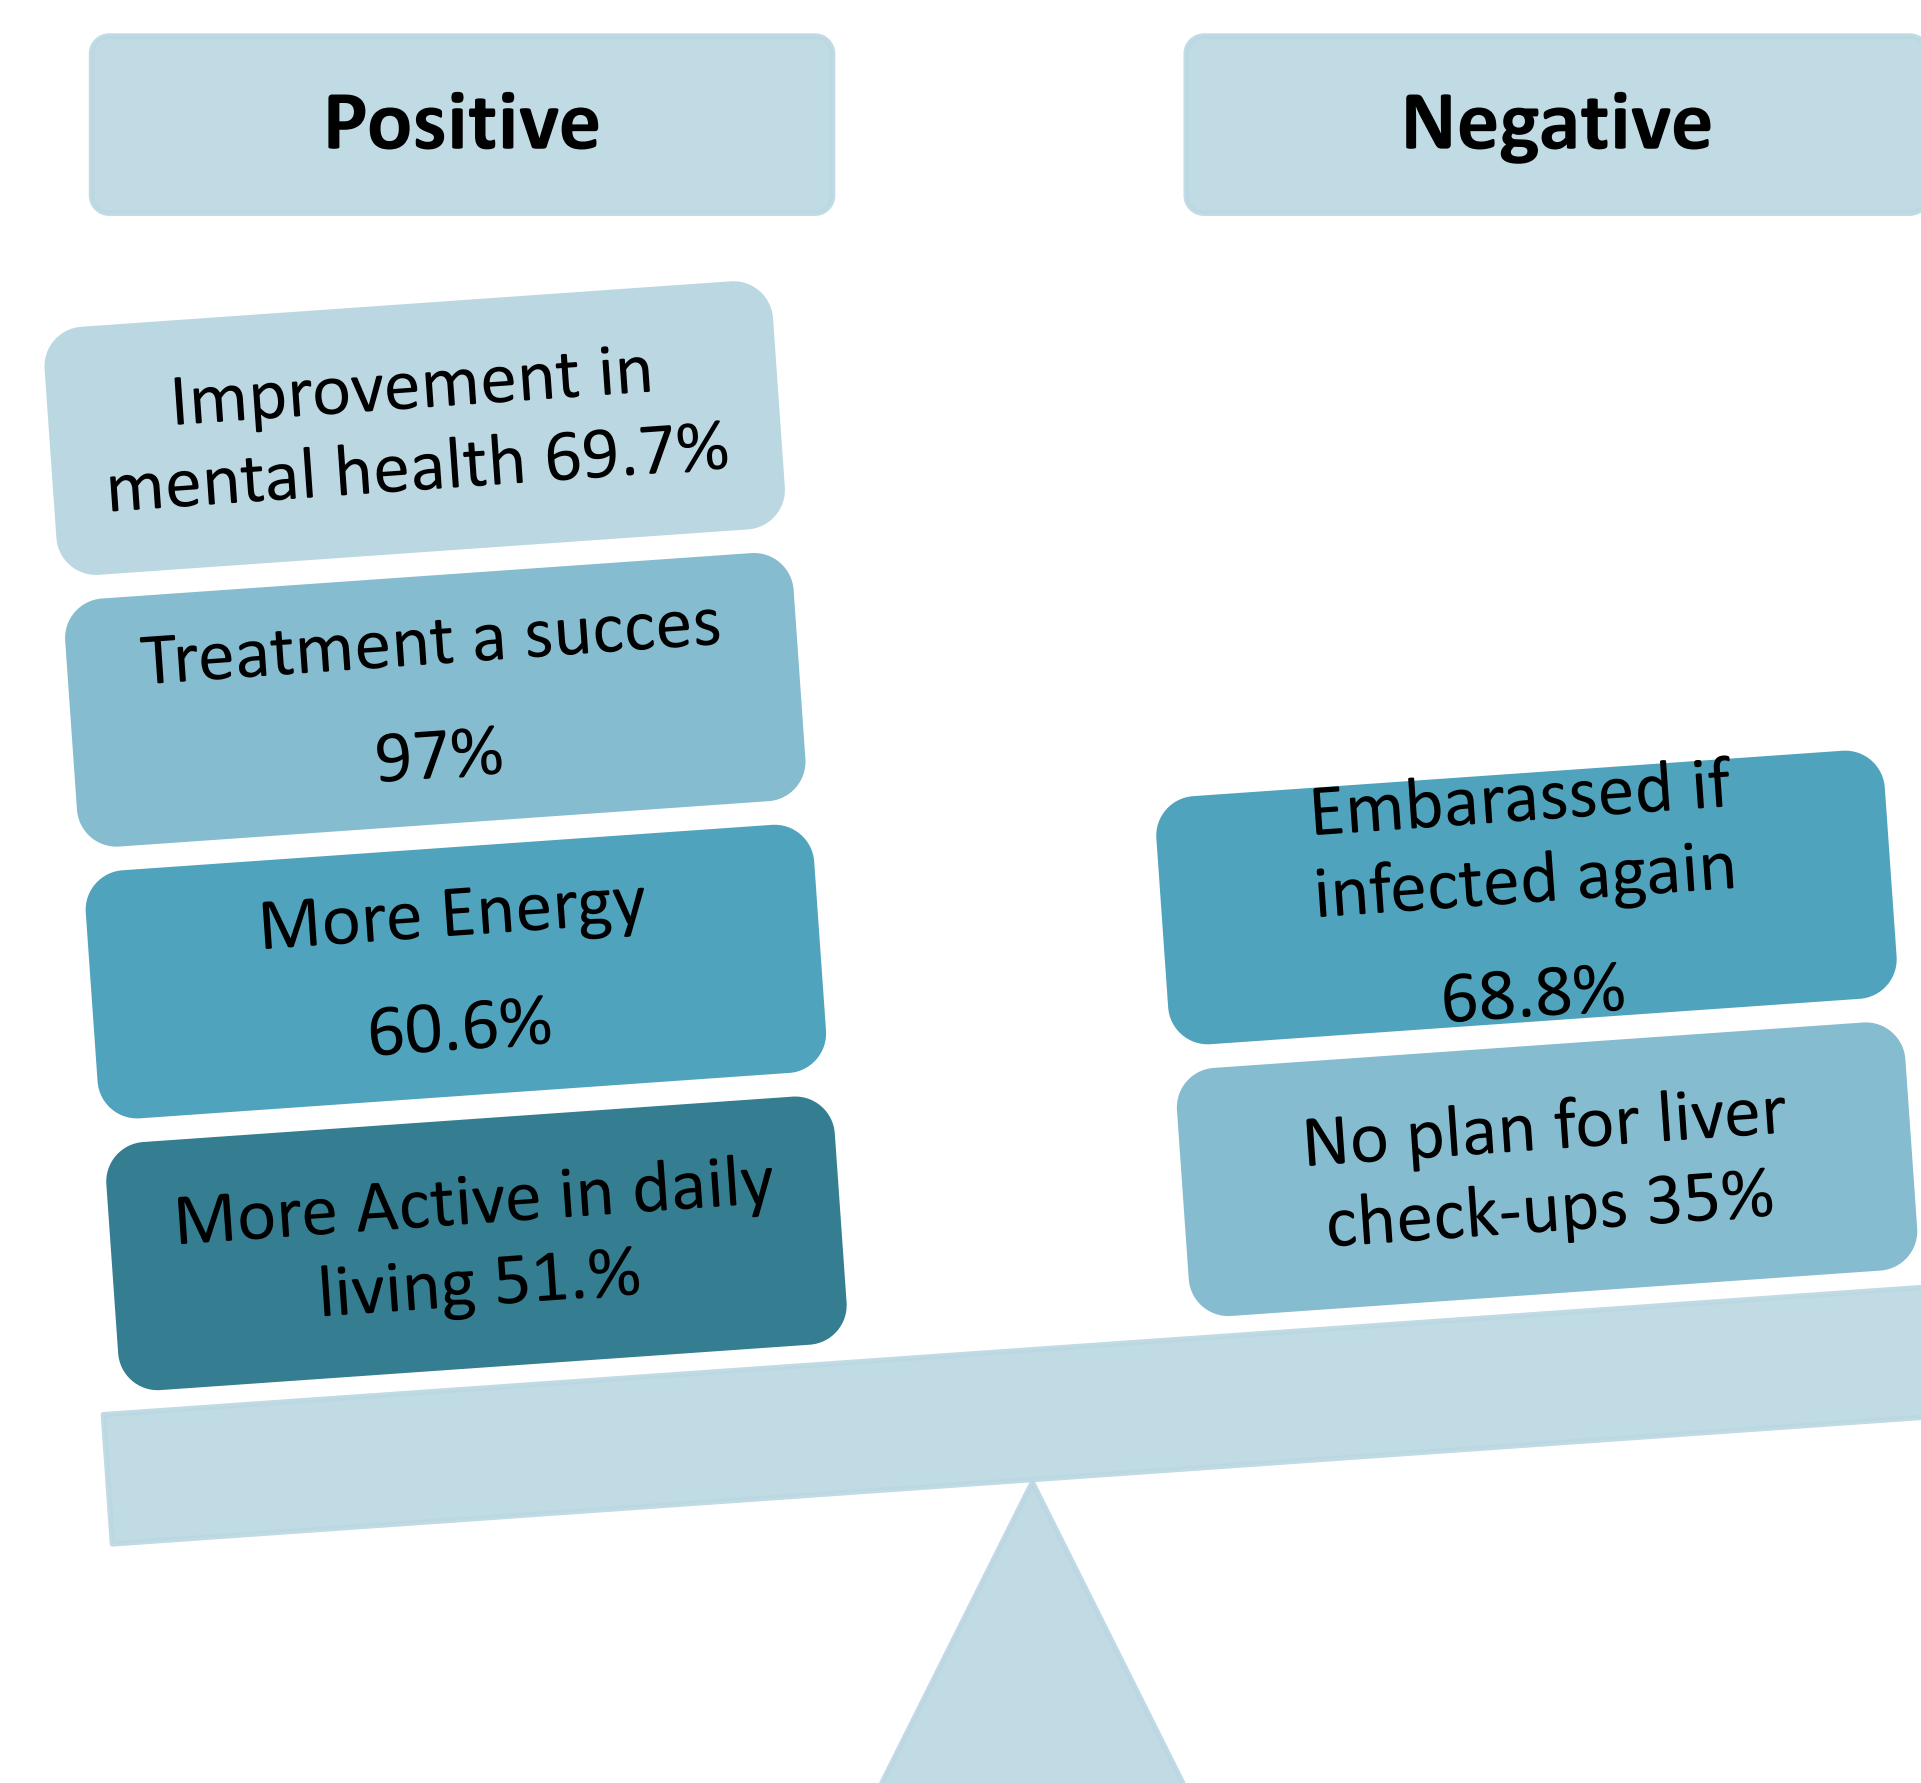 Positive
Negative
Improvement in
mental health 69.7%
Treatment a succes
97%
More Energy
60.6%
More Active in daily
living 51.%
Embarassed if
infected again
68.8%
No plan for liver
check-ups 35%